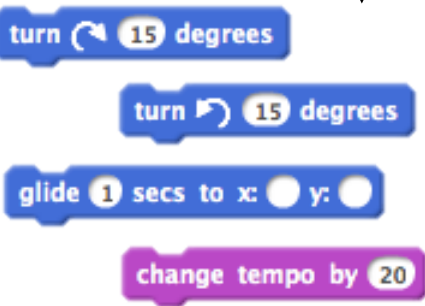 turn 15 degrees
turn 15 degrees
glide 1 secs to x: y:
change tempo by 20